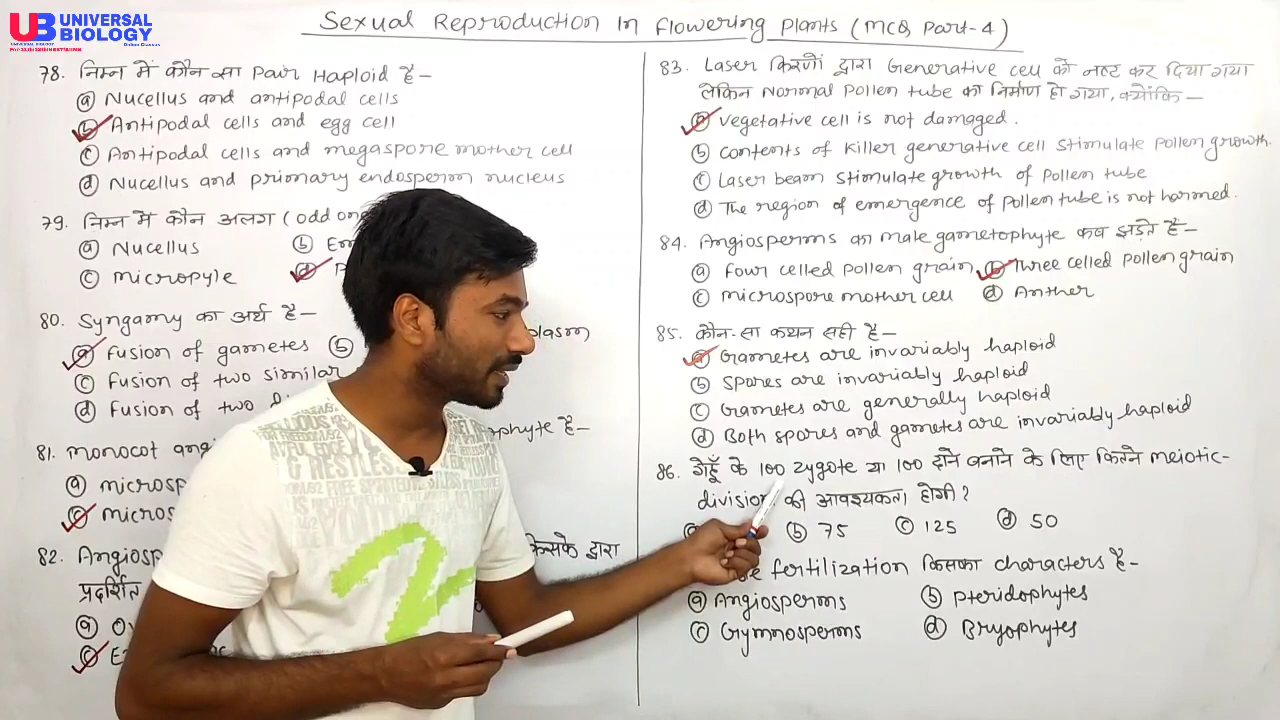 UB UNIVERSAL BIOLOGY
Online Classes
Sexual Reproduction In Flowering Plants (MCQ Part-4)
78. निम्न में कौन सा Pair Haploid है-
(a) Nucellus and antipodal cells
(b) Antipodal cells and egg cell
(c) Antipodal cells and megaspore mother cell
(d) Nucellus and primary endosperm nucleus
79. निम्न में कौन अलग (odd one
(a) Nucellus (b)
(c) Micropyle (d)
80. Syngamy का अर्थ है-
(a) Fusion of gametes (b)
(c) Fusion of two similar
(d) Fusion of two
81. Monocot
(a)
(c)
82. किसके द्वारा
प्रदर्शित
(a)
(c)
83. Laser किरणों द्वारा Generative cell को नष्ट कर दिया गया
लेकिन Normal Pollen tube का निर्माण हो गया, क्योंकि -
(a) Vegetative cell is not damaged.
(b) Contents of Killer generative cell stimulate Pollen growth.
(c) Laser beam stimulate growth of Pollen tube
(d) The region of emergence of Pollen tube is not harmed.
84. Angiosperms का male gametophyte कब झड़ते हैं-
(a) Four celled Pollen grain (b) Three celled Pollen grain
(c) Microspore mother cell (d) Anther
85. कौन-सा कथन सही है-
(a) Gametes are invariably haploid
(b) Spores are invariably haploid
(c) Gametes are generally haploid
(d) Both spores and gametes are invariably haploid
86. गेहूँ के 100 zygote या 100 दाने बनाने के लिए कितने meiotic-
division की आवश्यकता होगी?
(b) 75 (c) 125 (d) 50
fertilization किसका characters है-
(a) Angiosperms (b) Pteridophytes
(c) Gymnosperms (d) Bryophytes